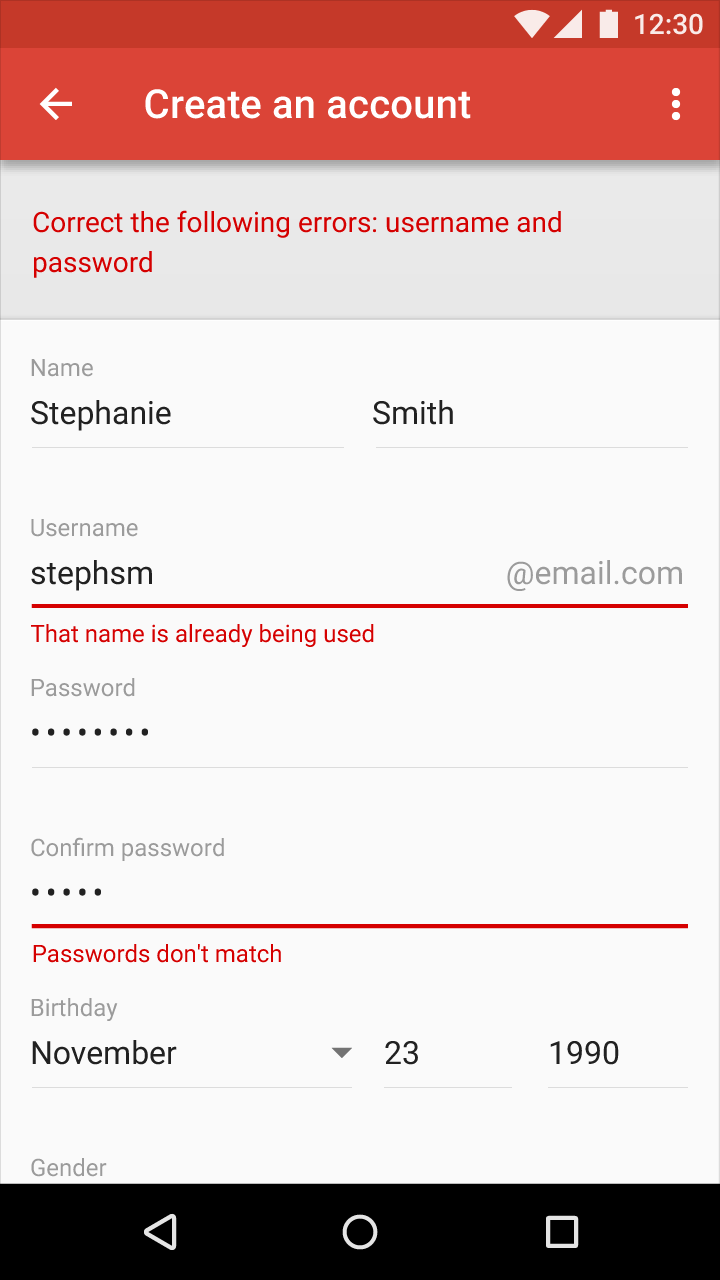 12:30
Create an account
Correct the following errors: username and
password
Name
Stephanie Smith
Username
stephsm @email.com
That name is already being used
Password
••••••••
Confirm password
•••••
Passwords don't match
Birthday
November 23 1990
Gender